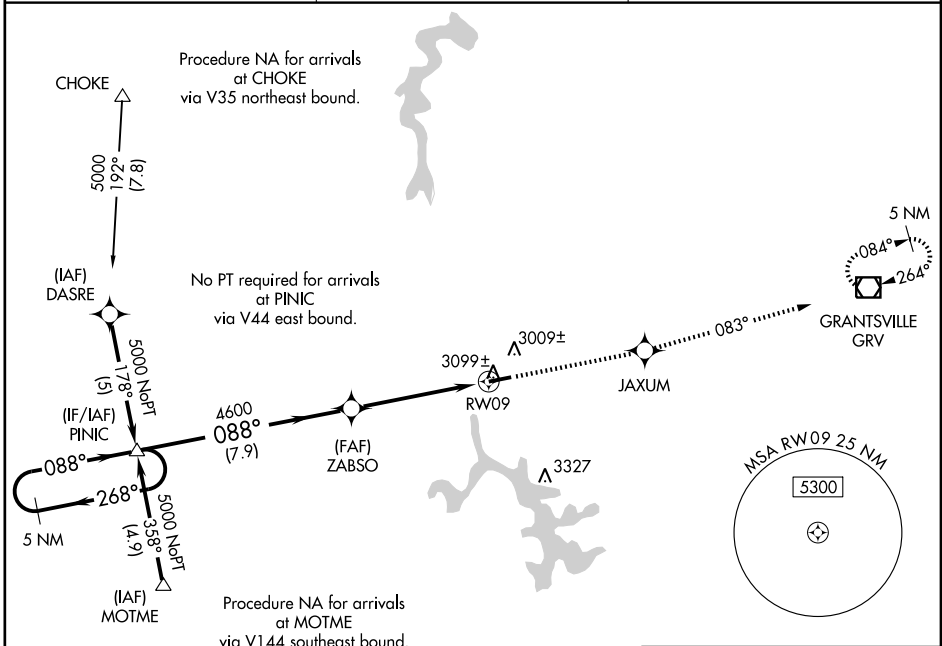 Procedure NA for arrivals
at CHOKE
via V35 northeast bound.
CHOKE
5000
192°
(7.8)
5 NM
084°
264°
GRANTSVILLE
GRV
(IAF)
DASRE
No PT required for arrivals
at PINIC
via V44 east bound.
5000 NoPT
178°
(5)
083°
3009±
3099±
JAXUM
RW09
(IF/IAF)
PINIC
4600
088°
(7.9)
(FAF)
ZABSO
088°
268°
5 NM
3327
MSA RW09 25 NM
5300
5000 NoPT
358°
(4.9)
(IAF)
MOTME
Procedure NA for arrivals
at MOTME
via V144 southeast bound.